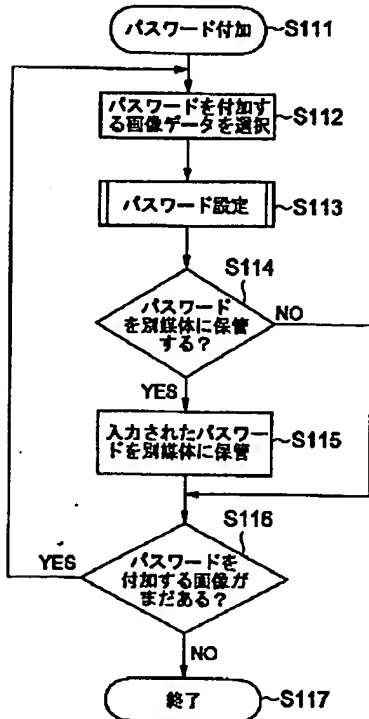 パスワード付加
S111
パスワードを付加す
る画像データを選択
S112
パスワード設定
S113
S114
パスワード
を別媒体に保管
する？
NO
YES
入力されたパスワー
ドを別媒体に保管
S115
S116
YES
パスワードを
付加する画像が
まだある？
NO
終了
S117